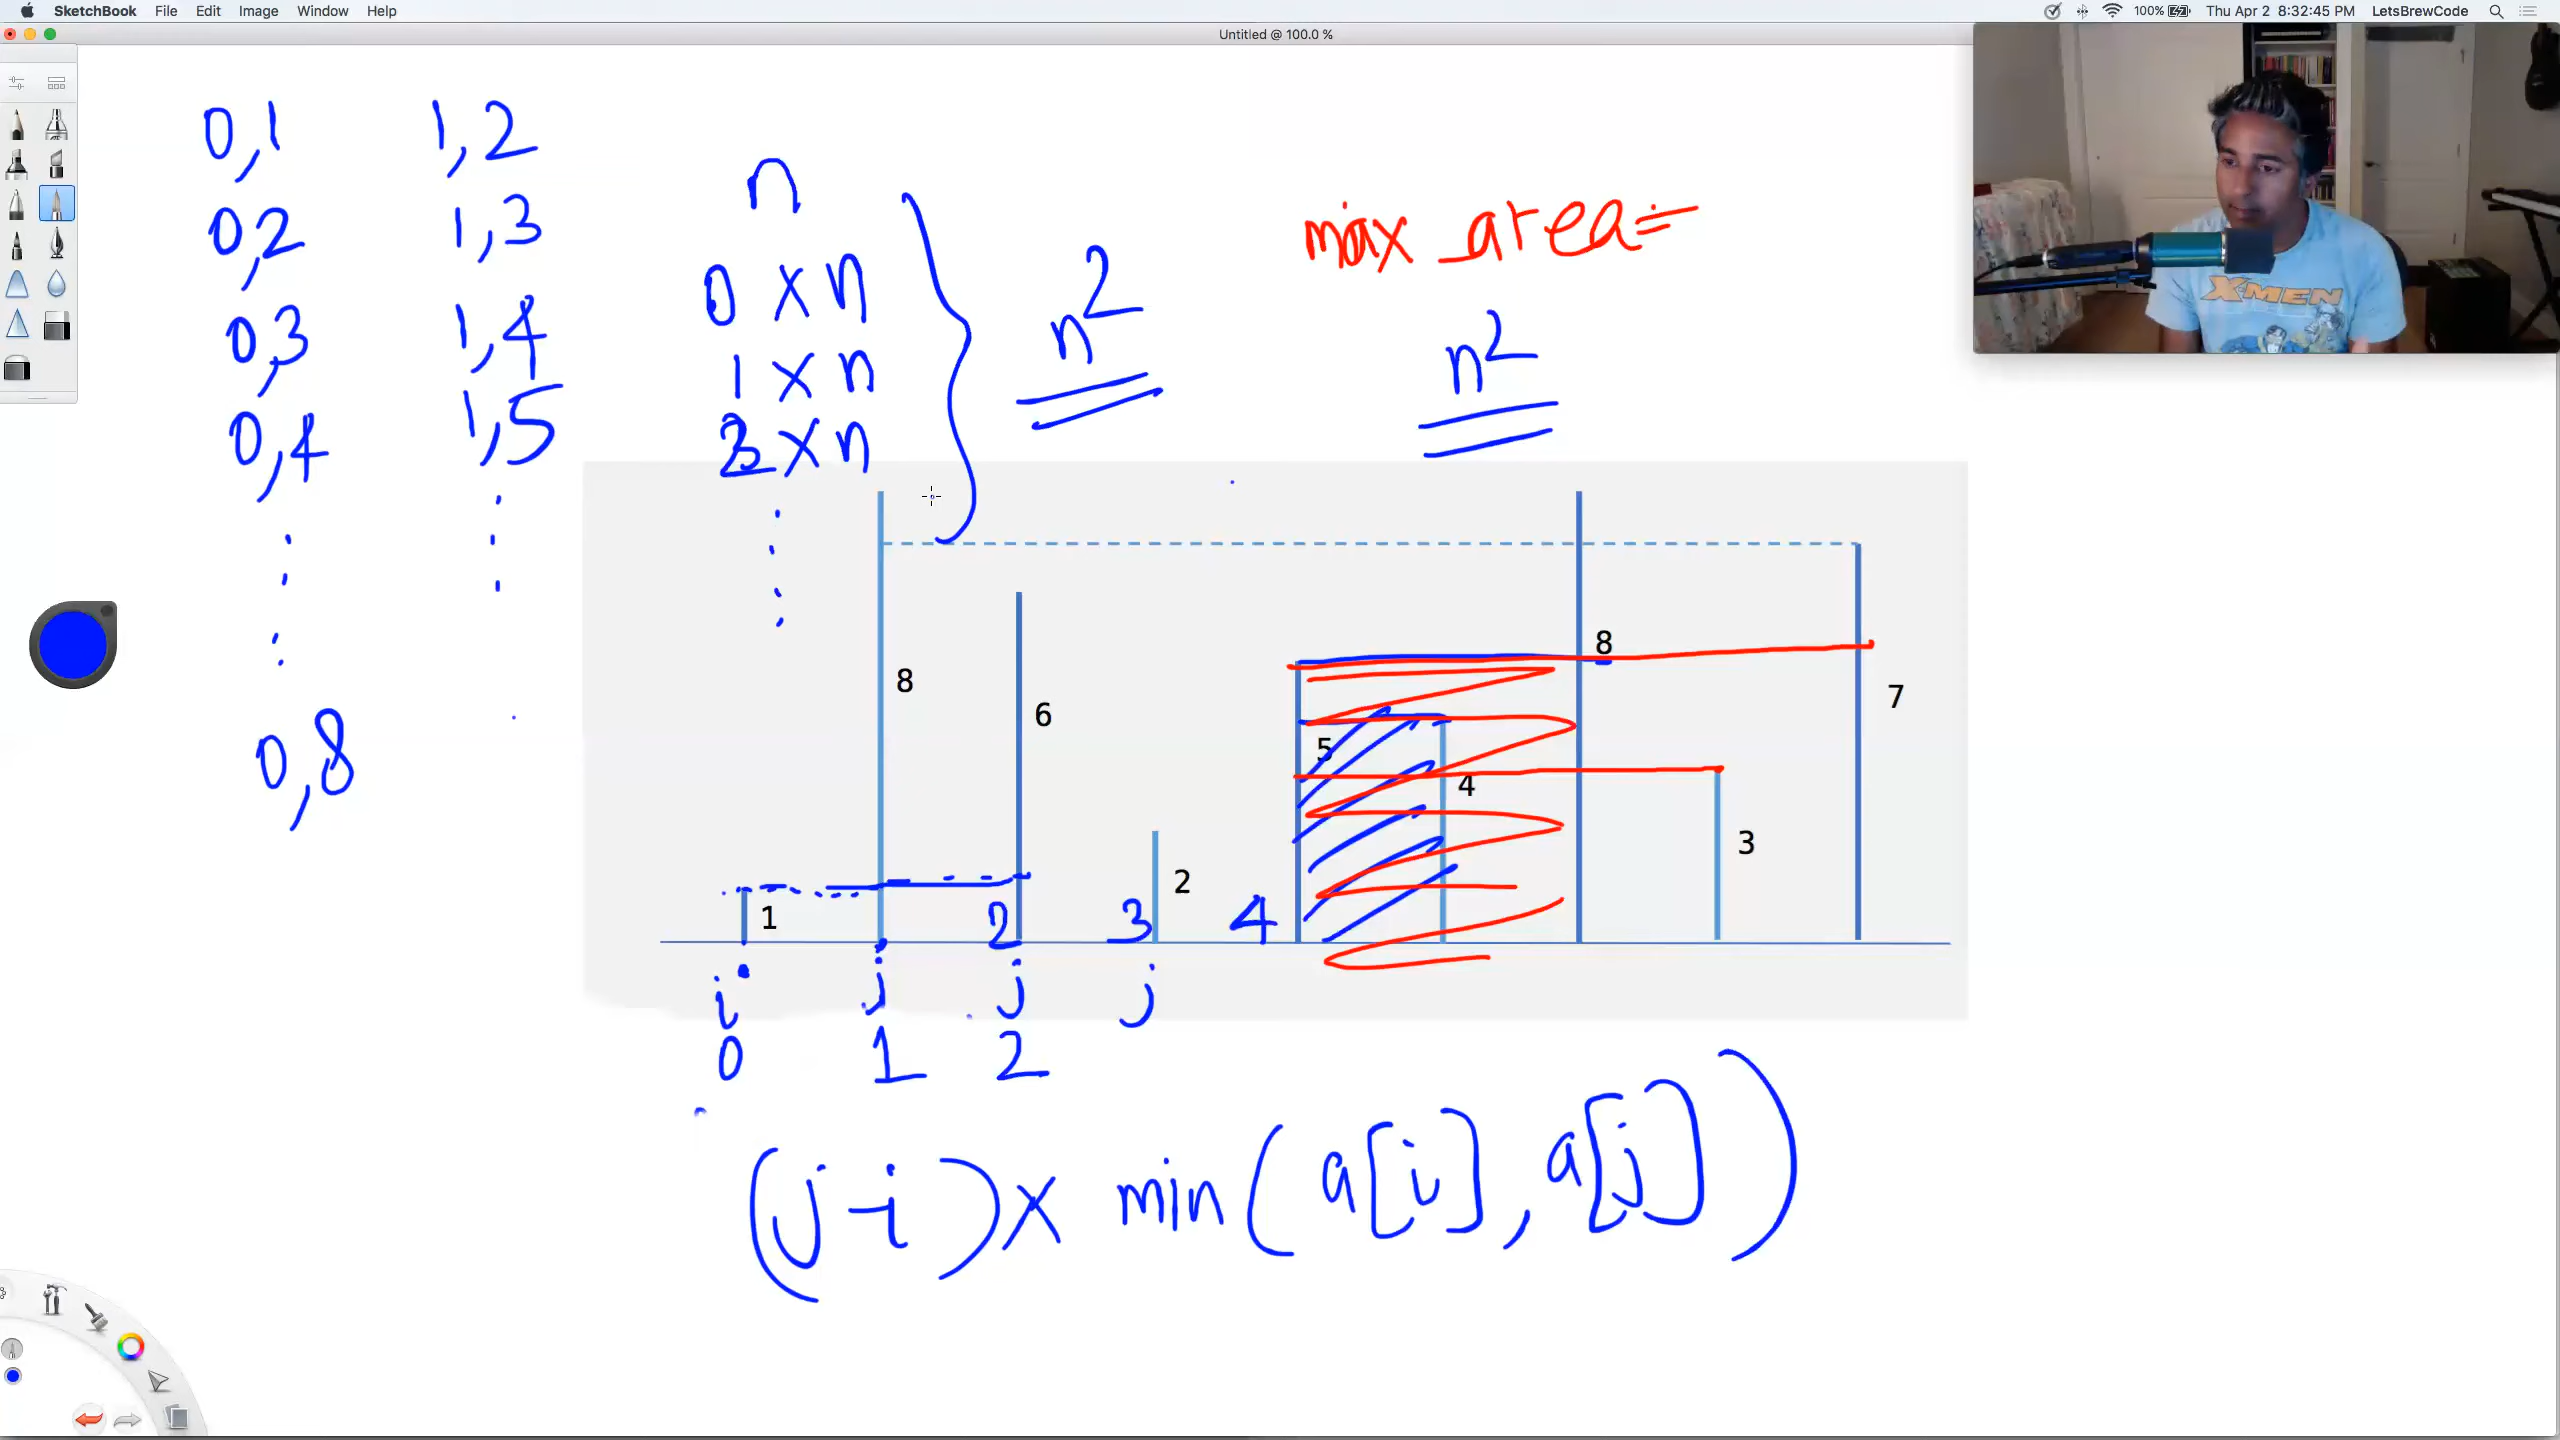 SketchBook File Edit Image Window Help 100% Thu Apr 2 8:32:45 PM LetsBrewCode
Untitled @ 100.0 %
0,1 1,2
0,2 1,3
0,3 1,4
0,4 1,5
0,8
n
0 x n
1 x n
x n
n²
max_area=
n²
X-MEN
8
6
2
5
4
8
3
7
1
2 3 4
i j j j
0 1 2
(j-i) x min(a[i], a[j])